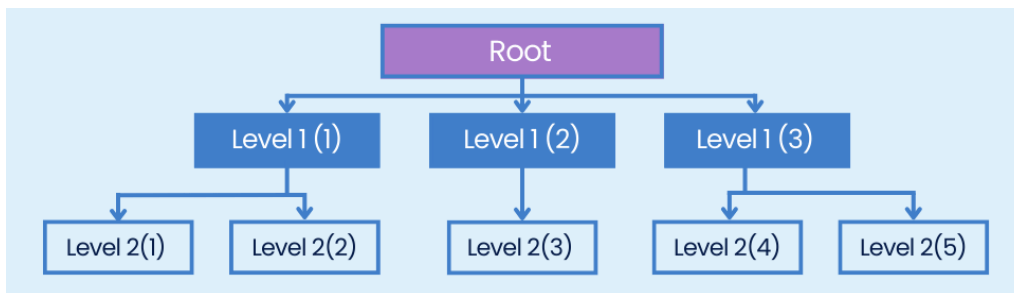 Root
Level 1 (1)
Level 1 (2)
Level 1 (3)
Level 2(1)
Level 2(2)
Level 2(3)
Level 2(4)
Level 2(5)